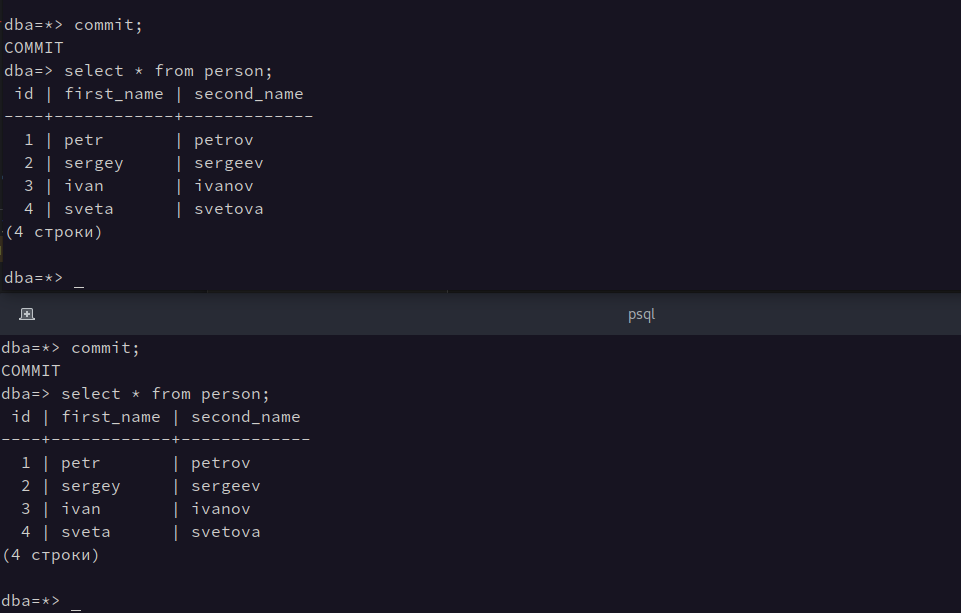 dba=*> commit;
COMMIT
dba=> select * from person;
 id | first_name | second_name
----+------------+-------------
  1 | petr       | petrov
  2 | sergey     | sergeev
  3 | ivan       | ivanov
  4 | sveta      | svetova
(4 строки)
dba=*> _
psql
dba=*> commit;
COMMIT
dba=> select * from person;
 id | first_name | second_name
----+------------+-------------
  1 | petr       | petrov
  2 | sergey     | sergeev
  3 | ivan       | ivanov
  4 | sveta      | svetova
(4 строки)
dba=*> _